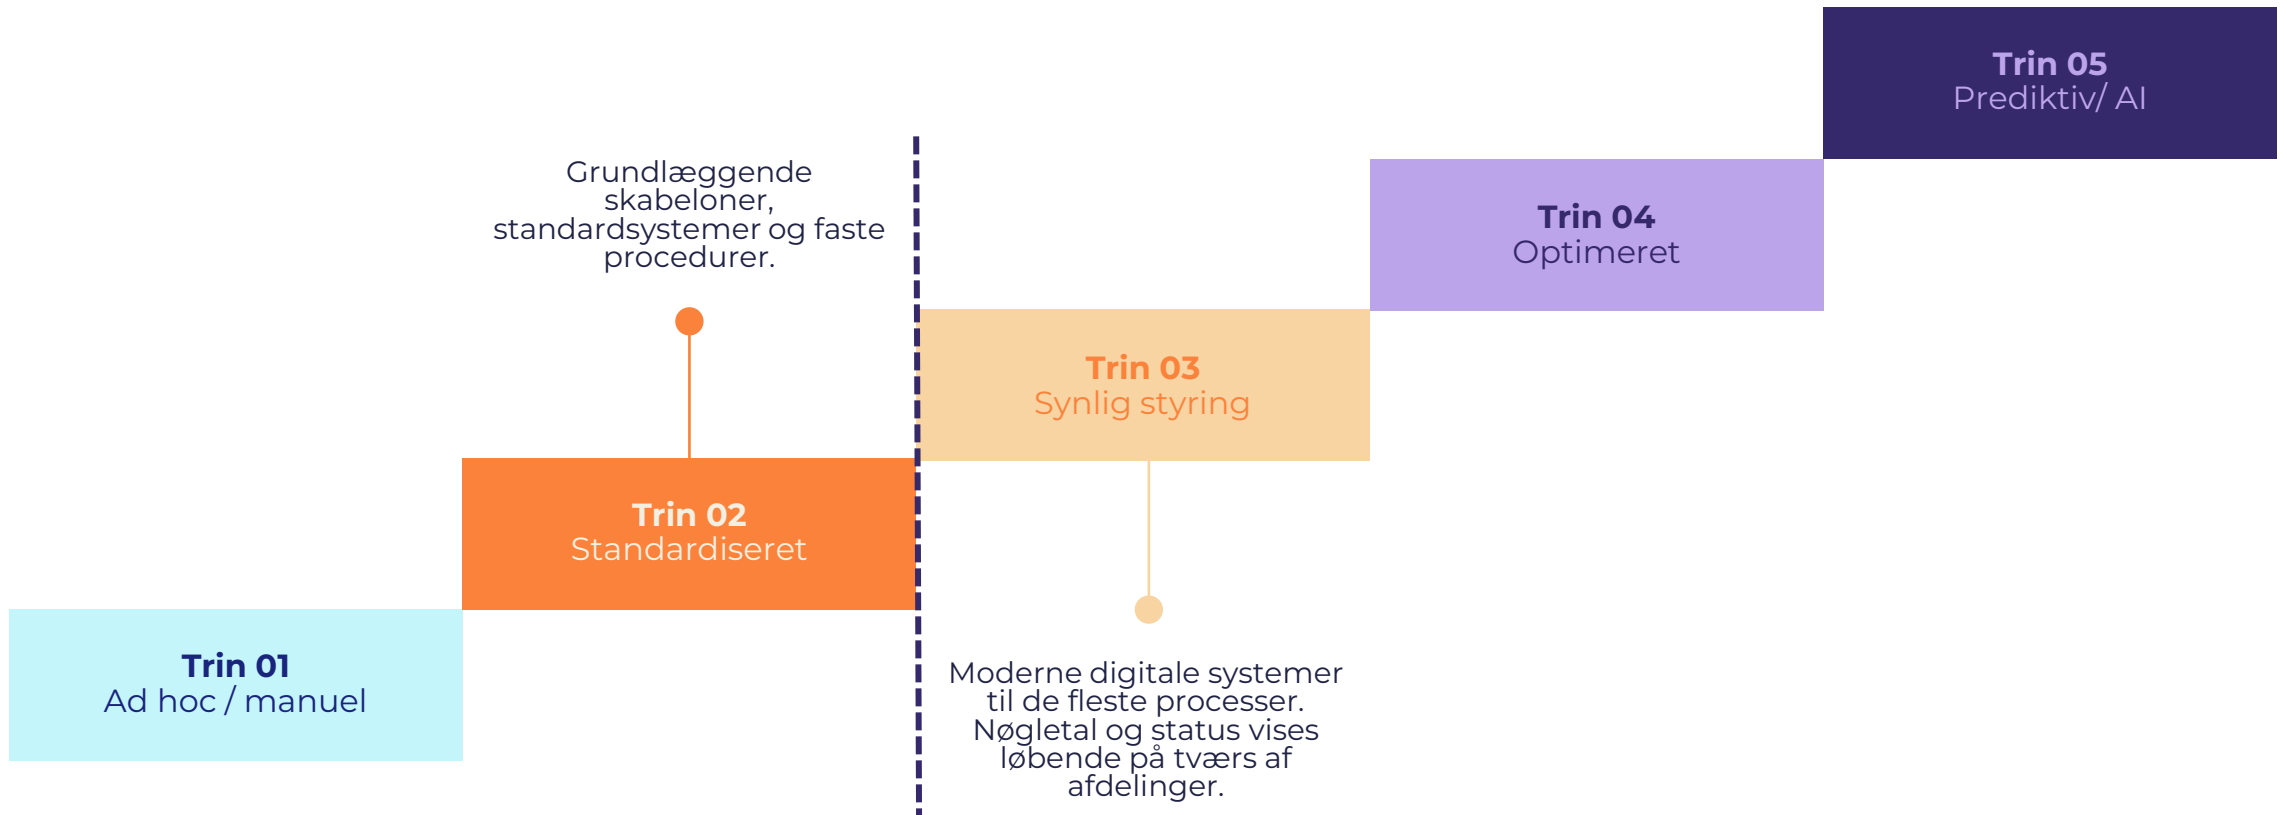 Trin 05
Prediktiv/ AI
Grundlæggende
skabeloner,
standardsystemer og faste
procedurer.
Trin 04
Optimeret
Trin 03
Synlig styring
Trin 02
Standardiseret
Trin 01
Ad hoc / manuel
Moderne digitale systemer
til de fleste processer.
Nøgletal og status vises
løbende på tværs af
afdelinger.